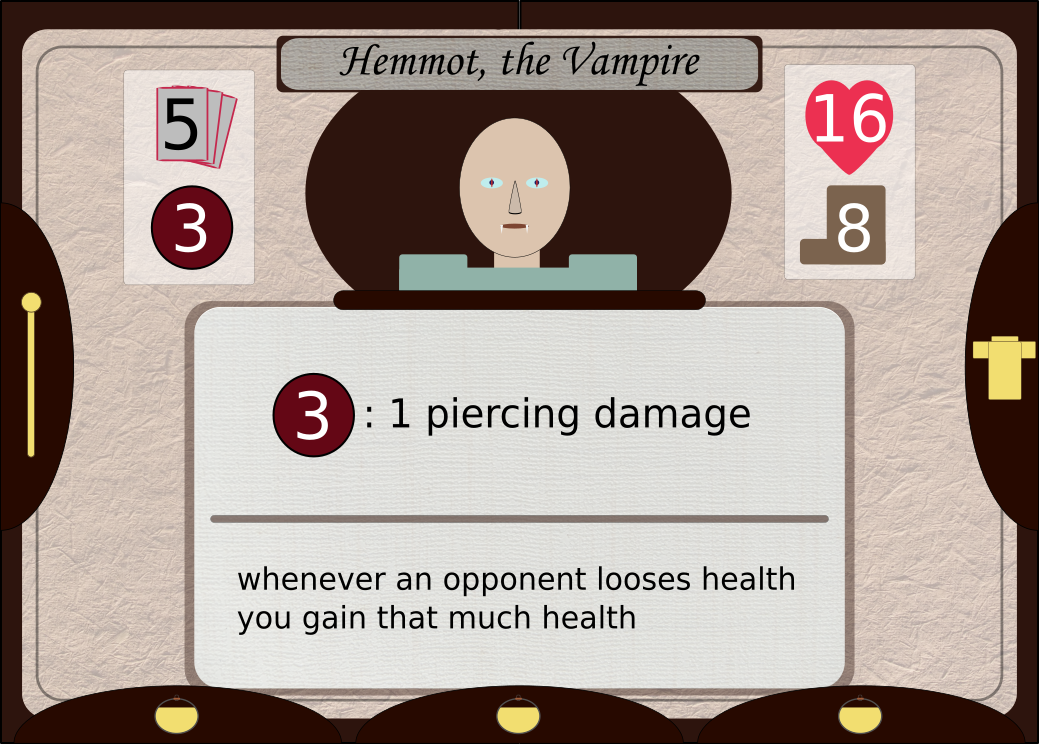 Hemmot, the Vampire
5
16
3
8
3 : 1 piercing damage
whenever an opponent looses health
you gain that much health